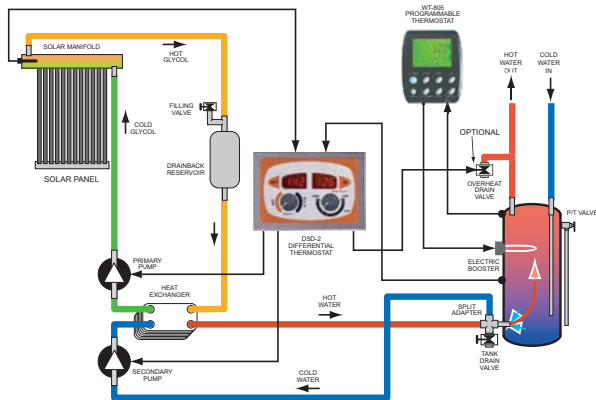 WT-805
PROGRAMMABLE
THERMOSTAT
SOLAR MANIFOLD
HOT
GLYCOL
HOT
WATER
OUT
COLD
WATER
IN
FILLING
VALVE
COLD
GLYCOL
OPTIONAL
DRAINBACK
RESERVOIR
SOLAR PANEL
OVERHEAT
DRAIN
VALVE
142
126
P/T VALVE
DSD-2
DIFFERENTIAL
THERMOSTAT
PRIMARY
PUMP
ELECTRIC
BOOSTER
HEAT
EXCHANGER
HOT
WATER
SPLIT
ADAPTER
TANK
DRAIN
VALVE
SECONDARY
PUMP
COLD
WATER